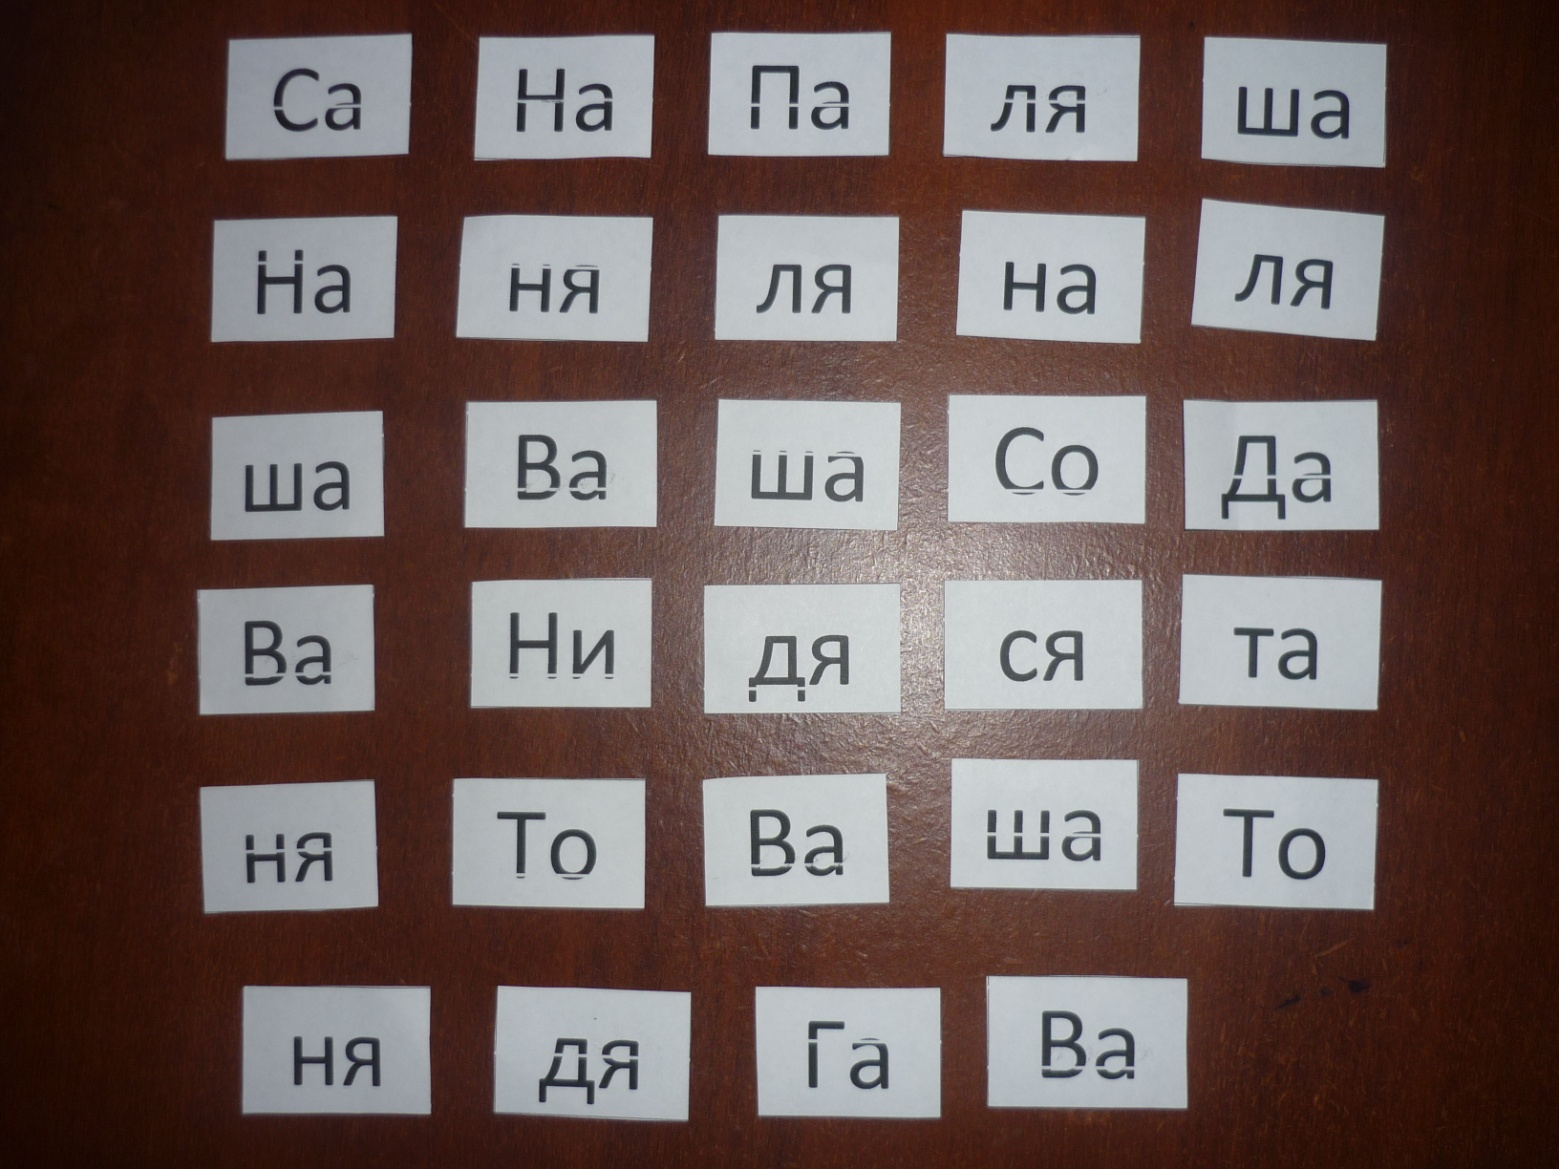 Са На Па ля ша
На ня ля на ля
ша Ва ша Со Да
Ва Ни дя ся та
ня То Ва ша То
ня дя Га Ва